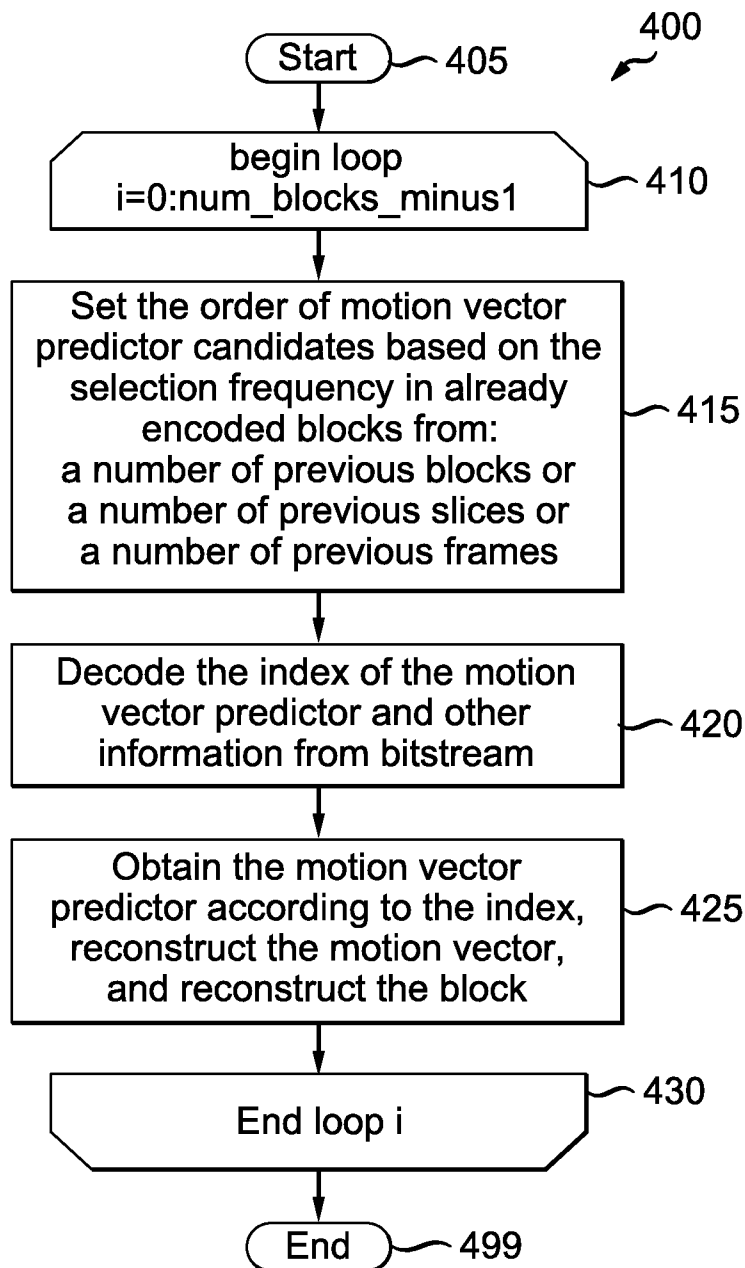 400
Start
405
begin loop
i=0:num_blocks_minus1
410
Set the order of motion vector
predictor candidates based on the
selection frequency in already
encoded blocks from:
a number of previous blocks or
a number of previous slices or
a number of previous frames
415
Decode the index of the motion
vector predictor and other
information from bitstream
420
Obtain the motion vector
predictor according to the index,
reconstruct the motion vector,
and reconstruct the block
425
End loop i
430
End
499